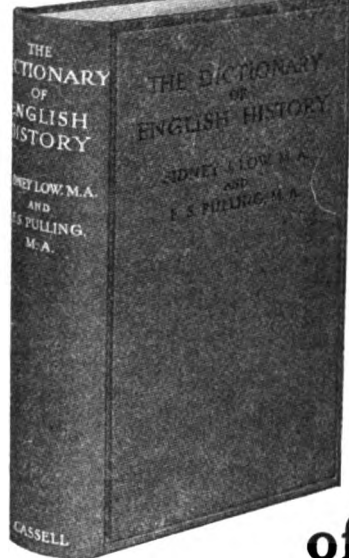 THE
CTIONARY
OF
NGLISH
ISTORY
DNEY LOW, M.A.
AND
S. PULLING,
M.A.
CASSELL
THE DICTIONARY
OF
ENGLISH HISTORY
SIDNEY J. LOW, M.A.
AND
F. S. PULLING, M.A.
of